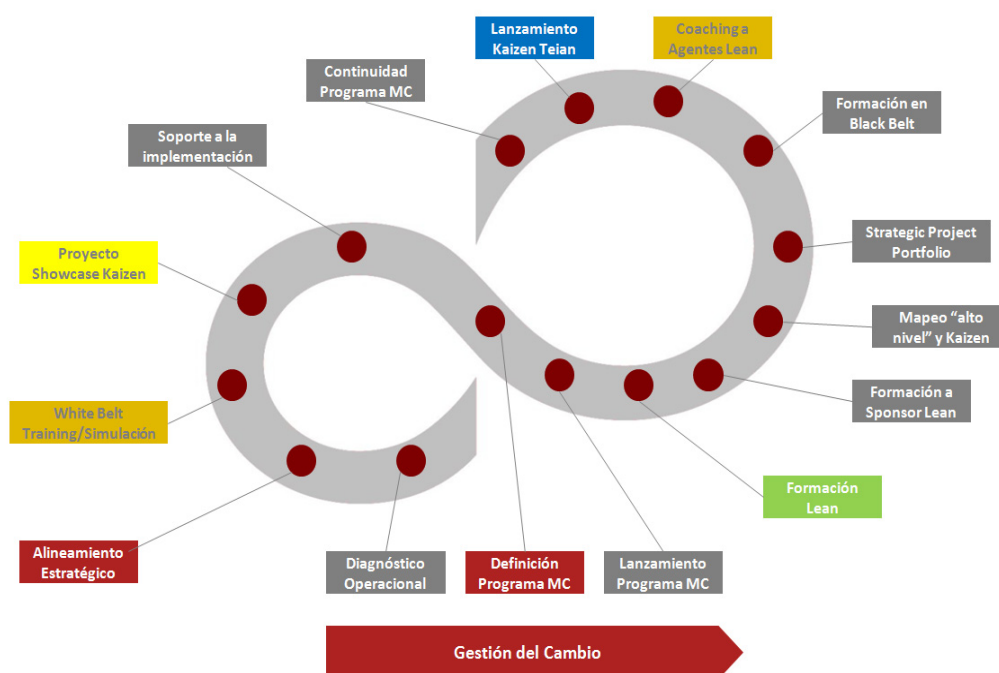 Lanzamiento
Kaizen Teian
Coaching a
Agentes Lean
Continuidad
Programa MC
Formación en
Black Belt
Soporte a la
implementación
Strategic Project
Portfolio
Proyecto
Showcase Kaizen
Mapeo “alto
nivel” y Kaizen
Formación a
Sponsor Lean
White Belt
Training/Simulación
Formación
Lean
Alineamiento
Estratégico
Diagnóstico
Operacional
Definición
Programa MC
Lanzamiento
Programa MC
Gestión del Cambio